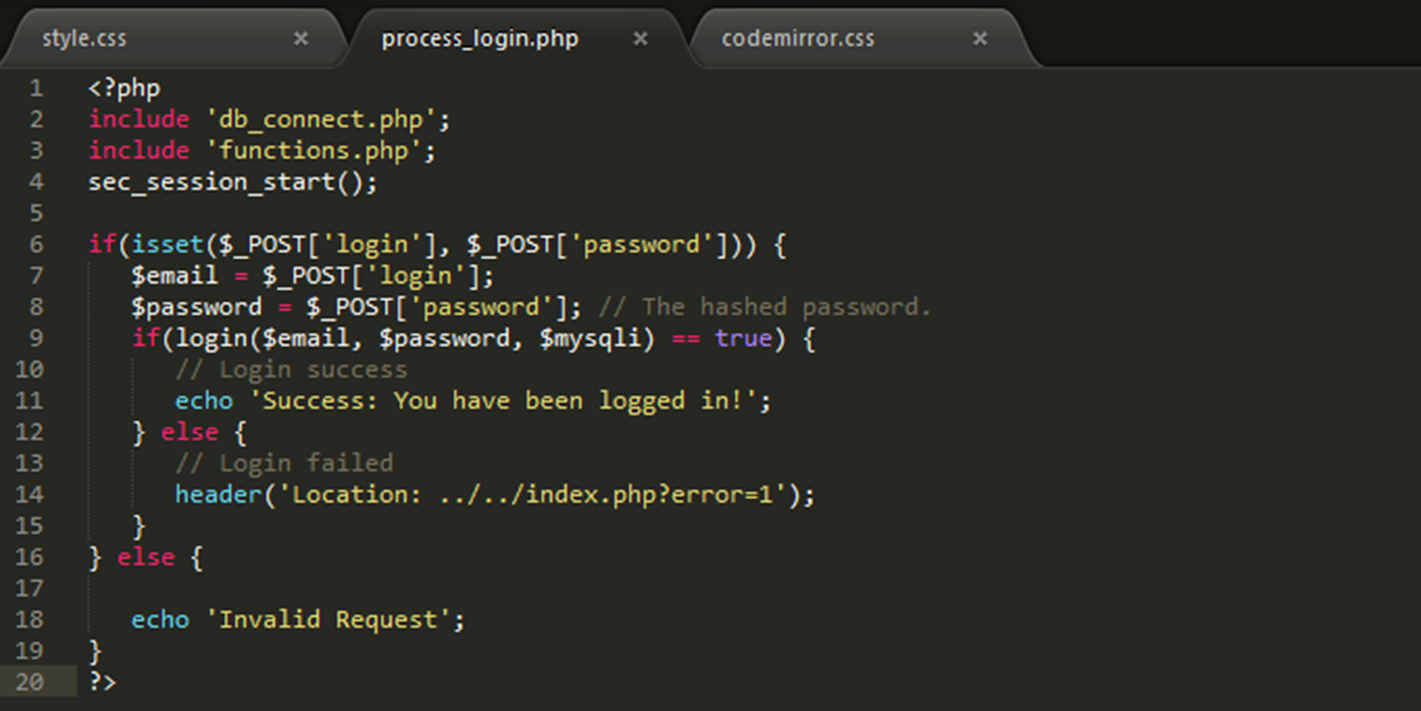 style.css × process_login.php × codemirror.css ×
1 <?php
2 include 'db_connect.php';
3 include 'functions.php';
4 sec_session_start();
5
6 if(isset($_POST['login'], $_POST['password'])) {
7    $email = $_POST['login'];
8    $password = $_POST['password']; // The hashed password.
9    if(login($email, $password, $mysqli) == true) {
10       // Login success
11       echo 'Success: You have been logged in!';
12    } else {
13       // Login failed
14       header('Location: ../../index.php?error=1');
15    }
16 } else {
17
18    echo 'Invalid Request';
19 }
20 ?>